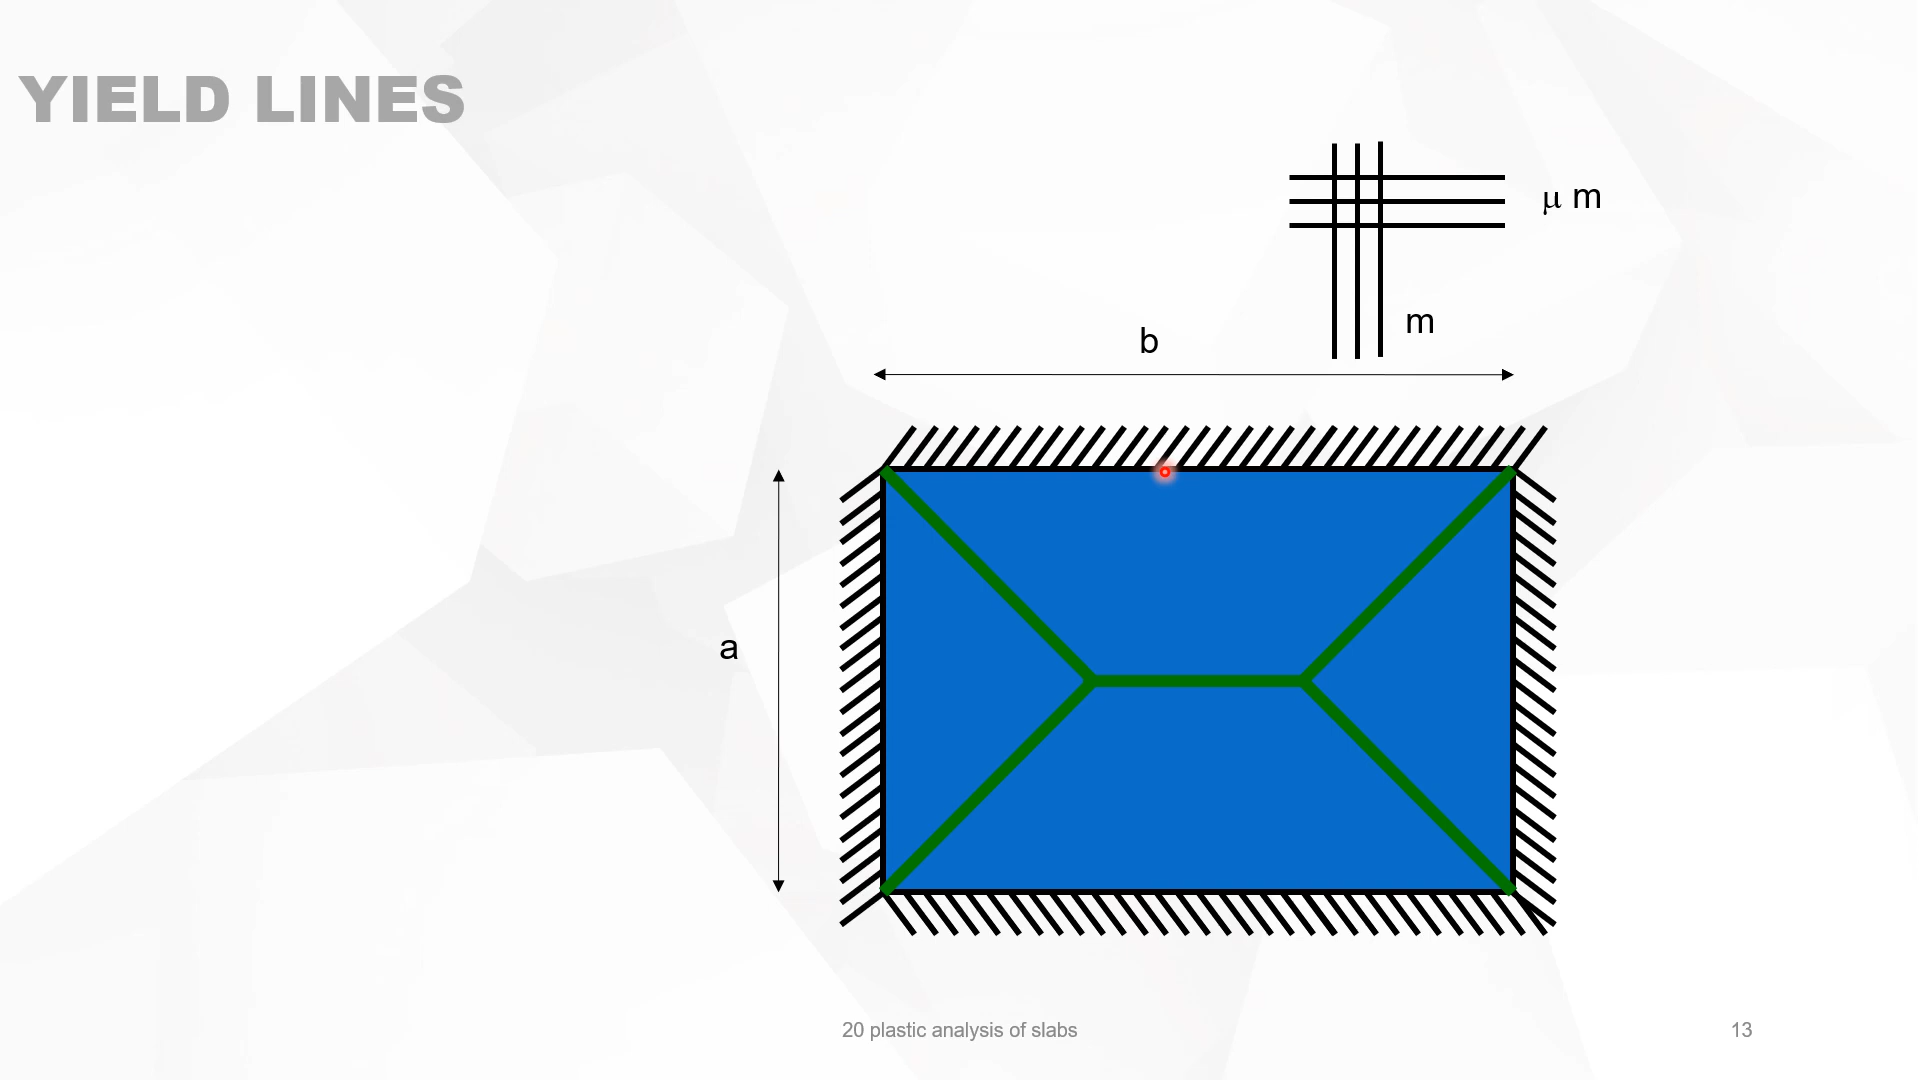 YIELD LINES
μ m
m
b
a
20 plastic analysis of slabs
13